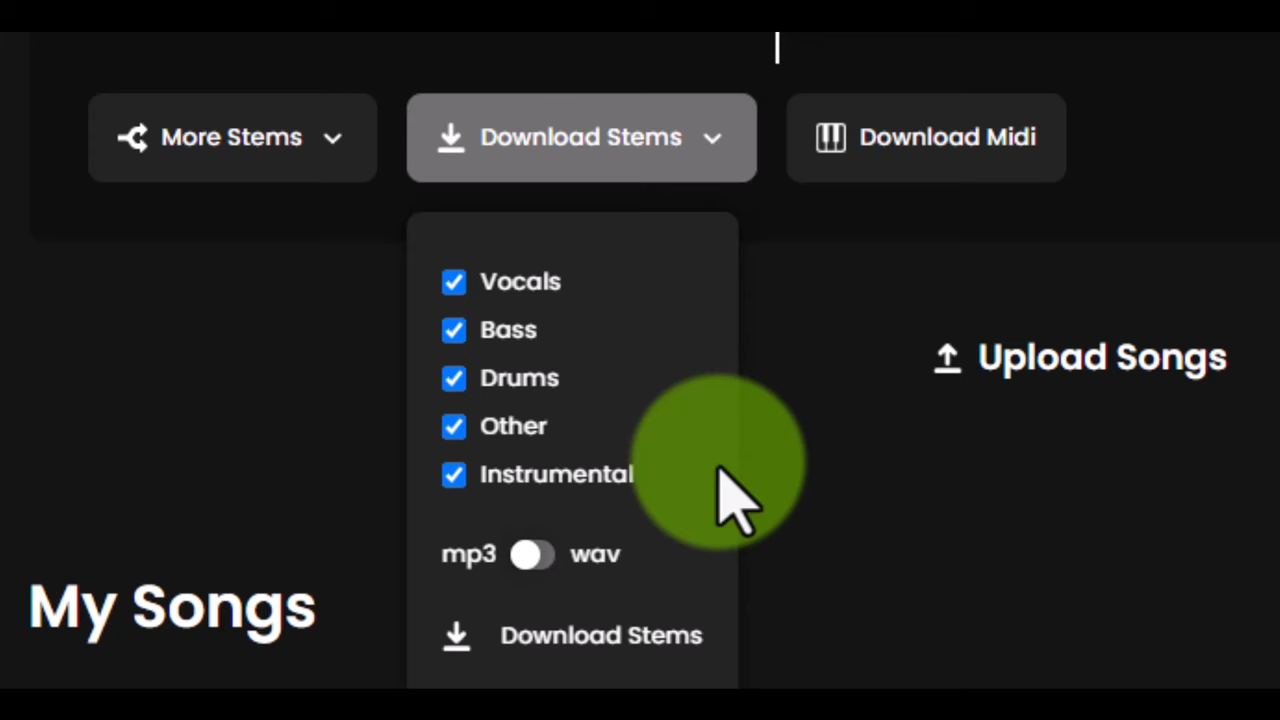 More Stems
Download Stems
Download Midi
Vocals
Bass
Drums
Other
Instrumental
mp3 wav
Download Stems
Upload Songs
My Songs